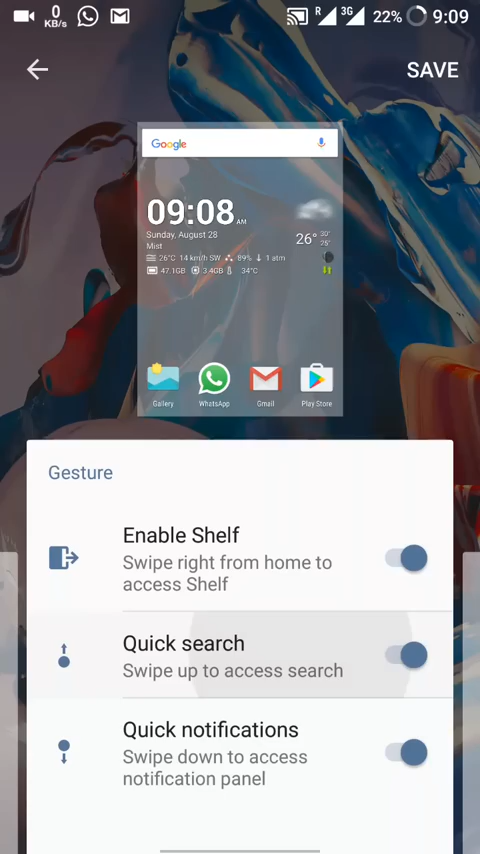 0 KB/s R 3G 22% 9:09
SAVE
Google
09:08 AM
Sunday, August 28
Mist
26° 30° 25°
26°C 14 km/h SW 89% 1 atm
47.1GB 3.4GB 34°C
Gallery WhatsApp Gmail Play Store
Gesture
Enable Shelf
Swipe right from home to
access Shelf
Quick search
Swipe up to access search
Quick notifications
Swipe down to access
notification panel